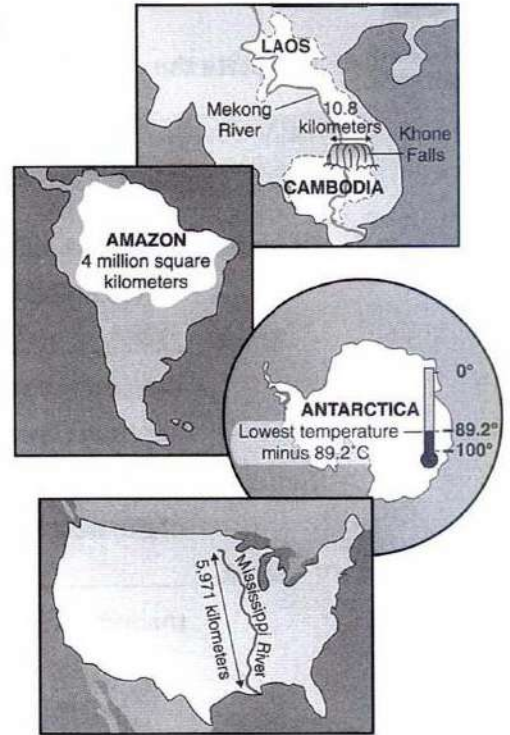 LAOS
Mekong
River
10.8
kilometers
Khone
Falls
CAMBODIA
AMAZON
4 million square
kilometers
0°
ANTARCTICA
Lowest temperature
minus 89.2°C
-89.2°
-100°
Mississippi River
5,971 kilometers